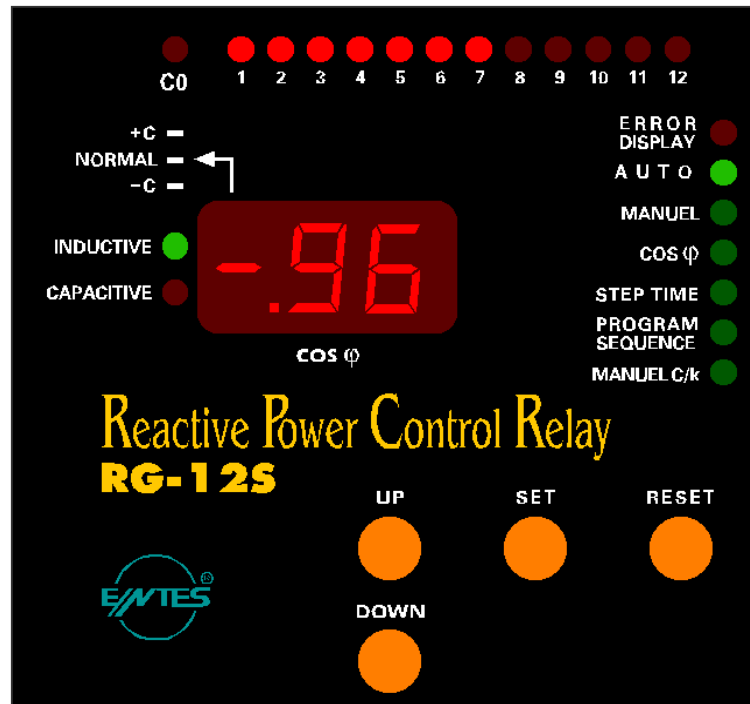 C0 1 2 3 4 5 6 7 8 9 10 11 12
+C
NORMAL
-C
INDUCTIVE
CAPACITIVE
-.96
COS φ
ERROR
DISPLAY
AUTO
MANUEL
COS φ
STEP TIME
PROGRAM
SEQUENCE
MANUEL C/k
Reactive Power Control Relay
RG-12S
UP SET RESET
DOWN
ENTES®